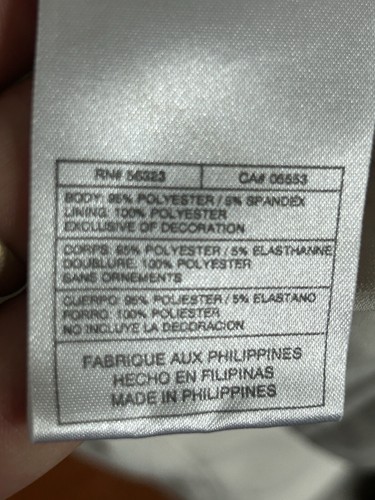 RN# 56323 CA# 05553
BODY: 95% POLYESTER / 5% SPANDEX
LINING: 100% POLYESTER
EXCLUSIVE OF DECORATION
CORPS: 95% POLYESTER / 5% ELASTHANNE
DOUBLURE: 100% POLYESTER
SANS ORNEMENTS
CUERPO: 95% POLIESTER / 5% ELASTANO
FORRO: 100% POLIESTER
NO INCLUYE LA DECORACION
FABRIQUE AUX PHILIPPINES
HECHO EN FILIPINAS
MADE IN PHILIPPINES